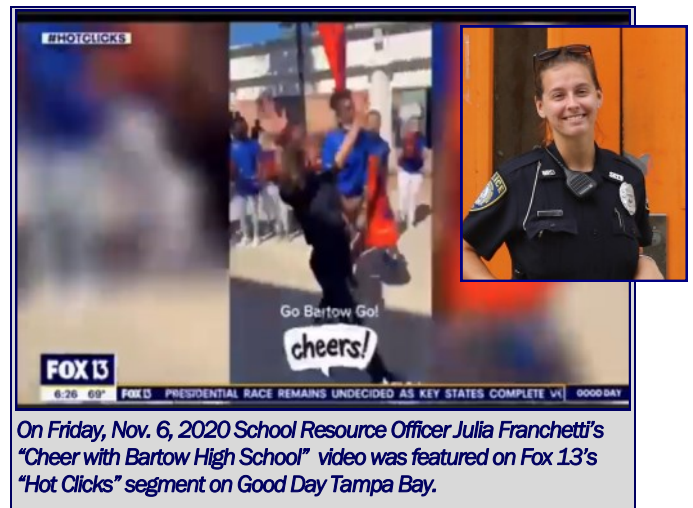 #HOTCLICKS
Go Bartow Go!
cheers!
FOX 13
6:26 69° FOX 13 PRESIDENTIAL RACE REMAINS UNDECIDED AS KEY STATES COMPLETE GOOD DAY
On Friday, Nov. 6, 2020 School Resource Officer Julia Franchetti’s
“Cheer with Bartow High School” video was featured on Fox 13’s
“Hot Clicks” segment on Good Day Tampa Bay.